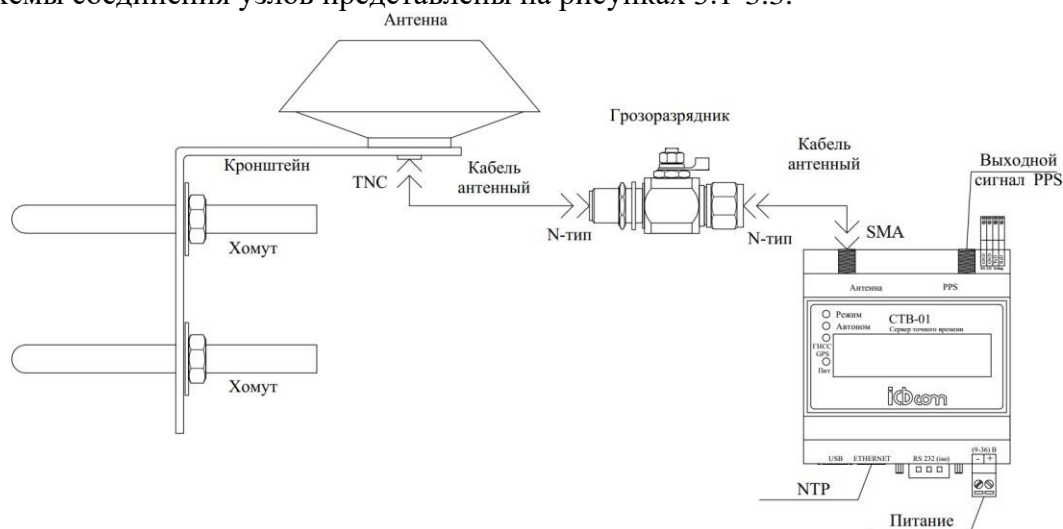 хемы соединения узлов представлены на рисунках 3.1-3.3.
Антенна
Грозоразрядник
Кабель
антенный
Выходной
сигнал PPS
Кронштейн
TNC
Кабель
антенный
N-тип
N-тип
SMA
Хомут
Антенна
PPS
Режим
Автоном
ГНСС
GPS
Пит
СТВ-01
Сервер точного времени
icbcom
Хомут
USB
ETHERNET
RS 232 (iso)
(9-36) В
- +
NTP
Питание